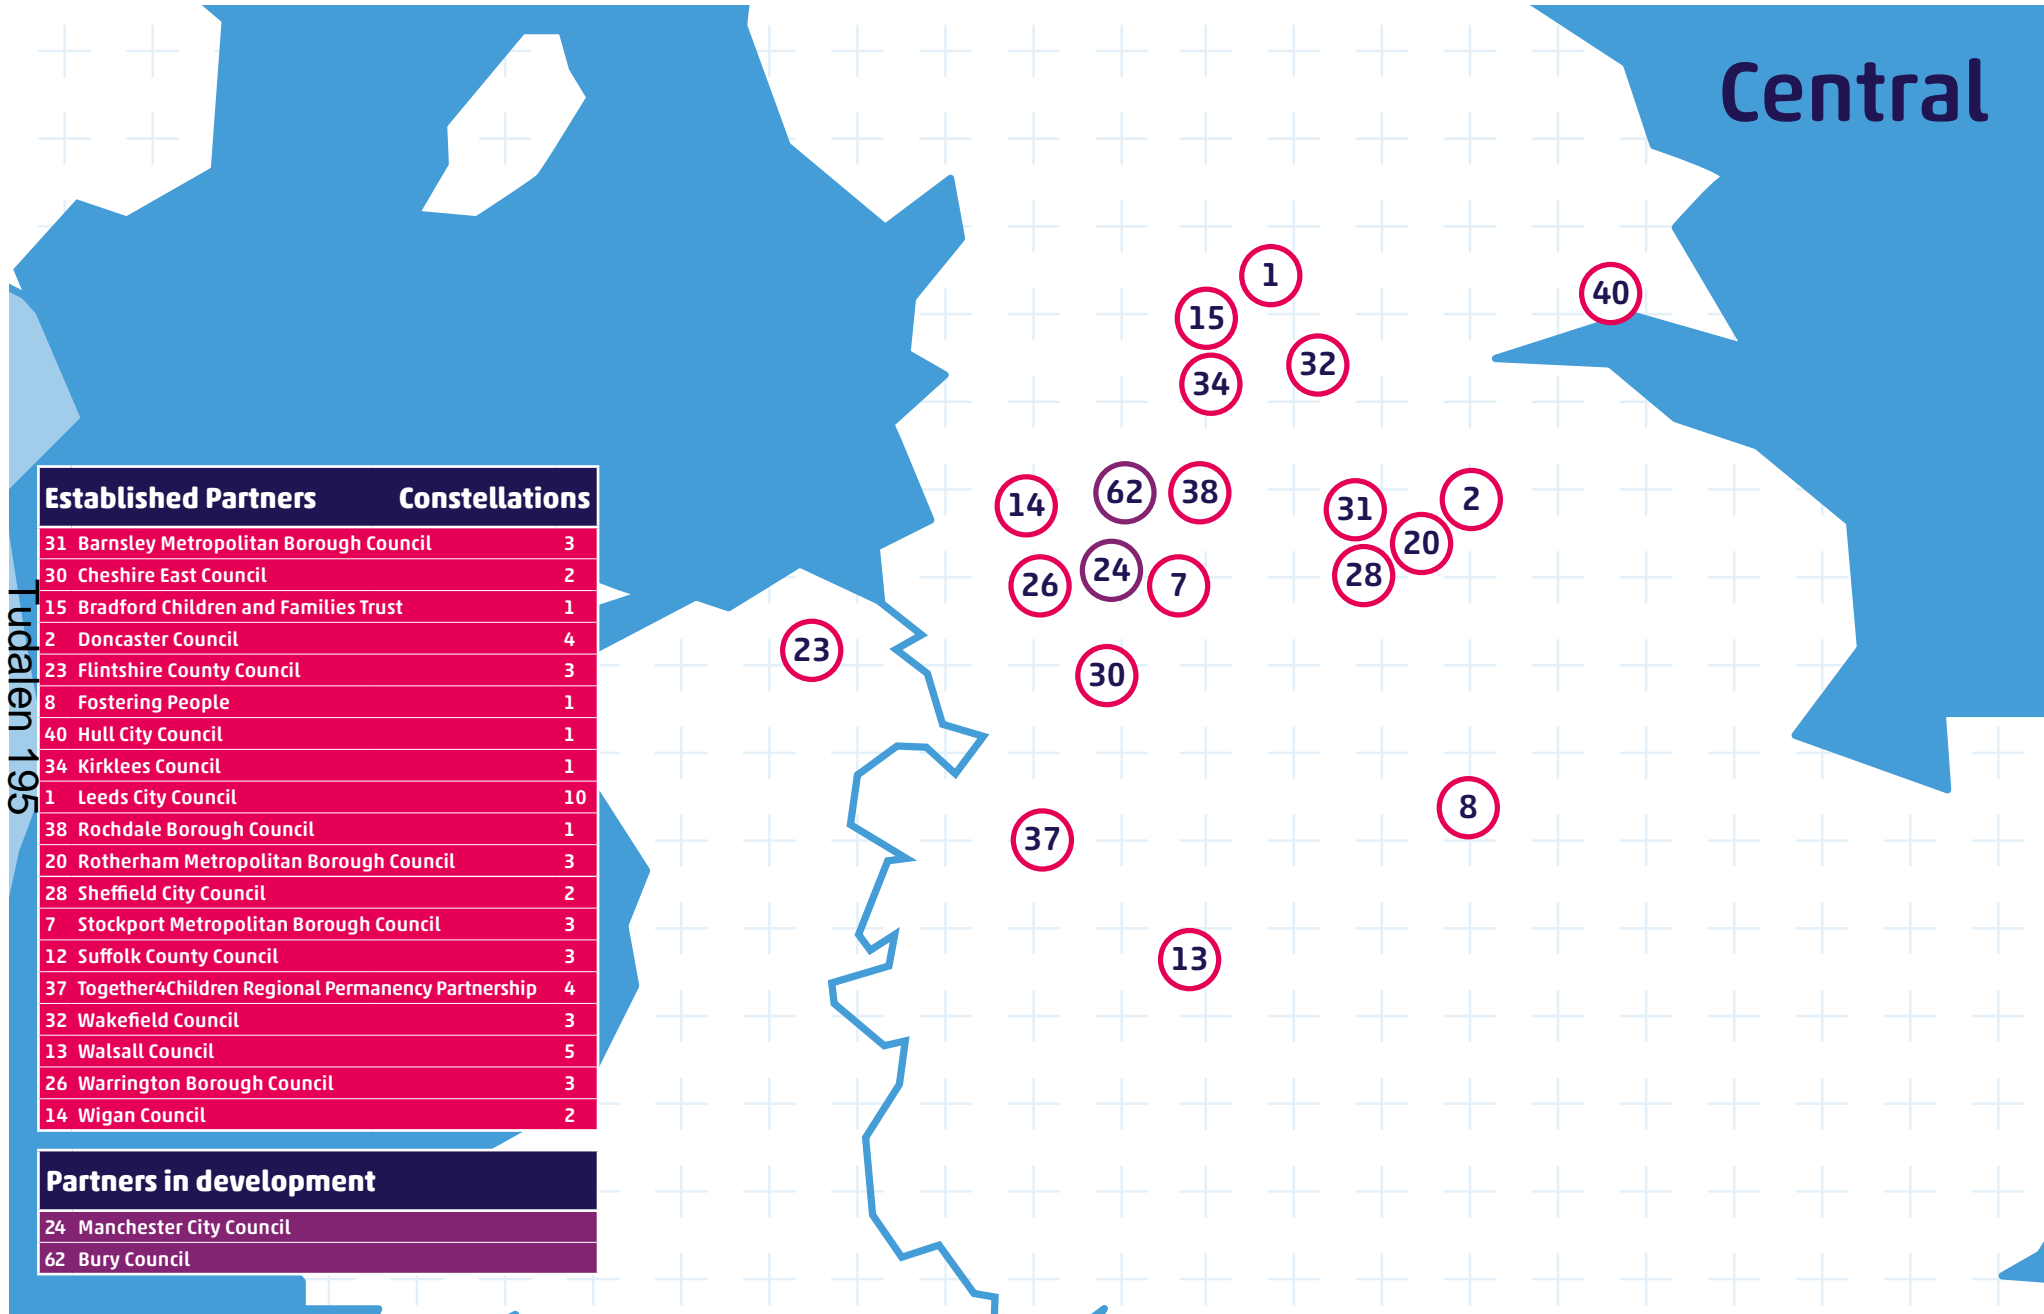 Central
1
40
15
32
34
14
62
38
31
2
20
26
24
7
28
23
30
8
37
13
Established Partners Constellations
31 Barnsley Metropolitan Borough Council 3
30 Cheshire East Council 2
15 Bradford Children and Families Trust 1
2 Doncaster Council 4
23 Flintshire County Council 3
8 Fostering People 1
40 Hull City Council 1
34 Kirklees Council 1
1 Leeds City Council 10
38 Rochdale Borough Council 1
20 Rotherham Metropolitan Borough Council 3
28 Sheffield City Council 2
7 Stockport Metropolitan Borough Council 3
12 Suffolk County Council 3
37 Together4Children Regional Permanency Partnership 4
32 Wakefield Council 3
13 Walsall Council 5
26 Warrington Borough Council 3
14 Wigan Council 2
Partners in development
24 Manchester City Council
62 Bury Council
Tudalen 195